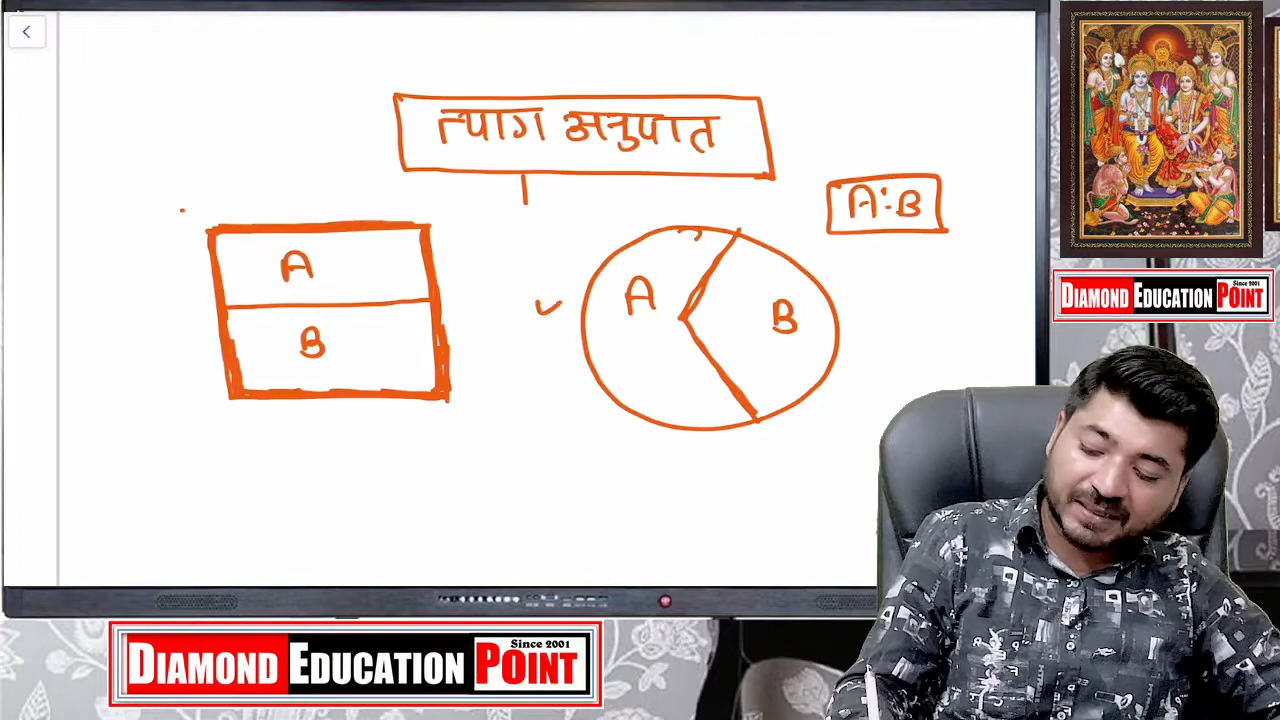 त्याग अनुपात
A:B
A
B
A
B
Since 2001
DIAMOND EDUCATION POINT
Since 2001
DIAMOND EDUCATION POINT